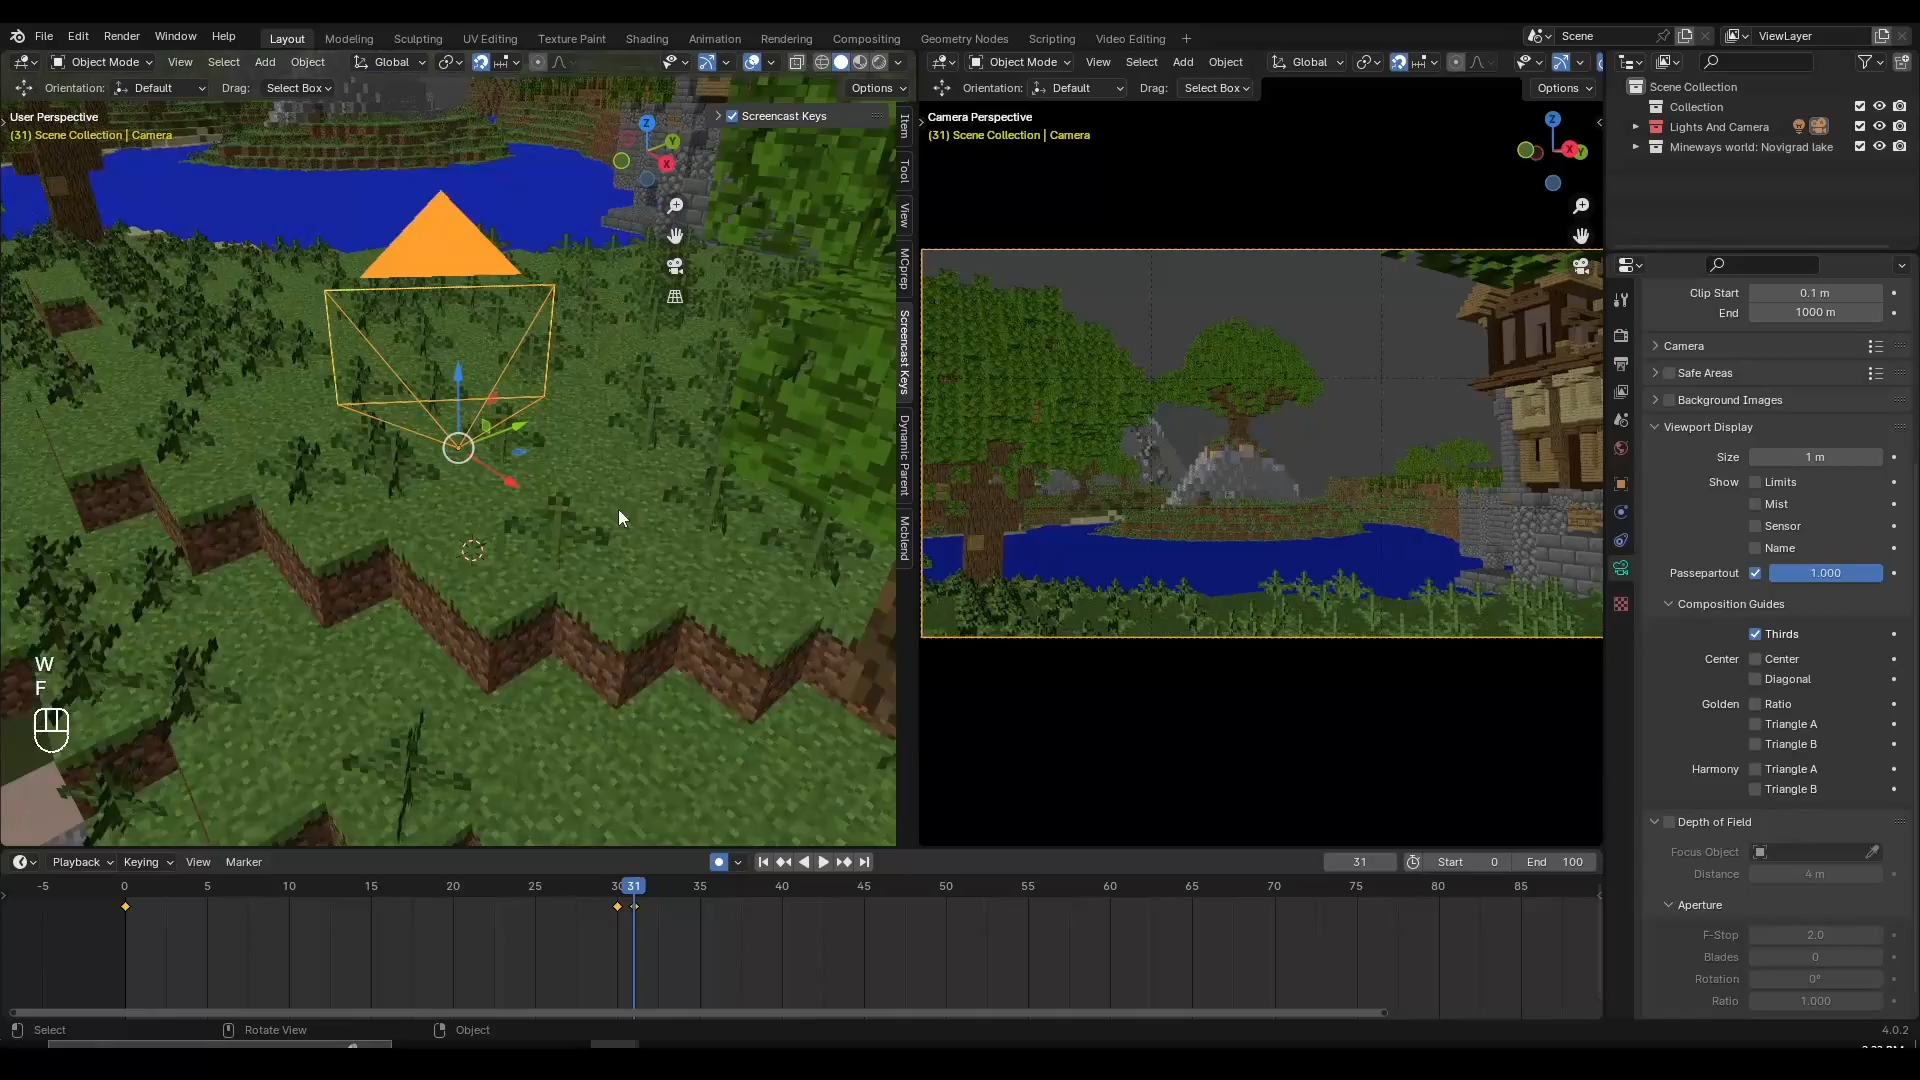 File Edit Render Window Help Layout Modeling Sculpting UV Editing Texture Paint Shading Animation Rendering Compositing Geometry Nodes Scripting Video Editing + Scene ViewLayer
Object Mode View Select Add Object Global Object Mode View Select Add Object Global
Orientation: Default Drag: Select Box Options Orientation: Default Drag: Select Box Options
User Perspective
(31) Scene Collection | Camera
Screencast Keys
Z
Y
X
Item
Tool
View
MCprep
Screencast Keys
Dynamic Parent
Mcblend
W
F
Camera Perspective
(31) Scene Collection | Camera
Z
X
Y
Scene Collection
Collection
Lights And Camera
Mineways world: Novigrad lake
Clip Start 0.1 m
End 1000 m
Camera
Safe Areas
Background Images
Viewport Display
Size 1 m
Show Limits
Mist
Sensor
Name
Passepartout 1.000
Composition Guides
Thirds
Center Center
Diagonal
Golden Ratio
Triangle A
Triangle B
Harmony Triangle A
Triangle B
Depth of Field
Focus Object
Distance 4 m
Aperture
F-Stop 2.0
Blades 0
Rotation 0°
Ratio 1.000
Playback Keying View Marker 31 Start 0 End 100
-5 0 5 10 15 20 25 30 31 35 40 45 50 55 60 65 70 75 80 85
Select Rotate View Object 4.0.2